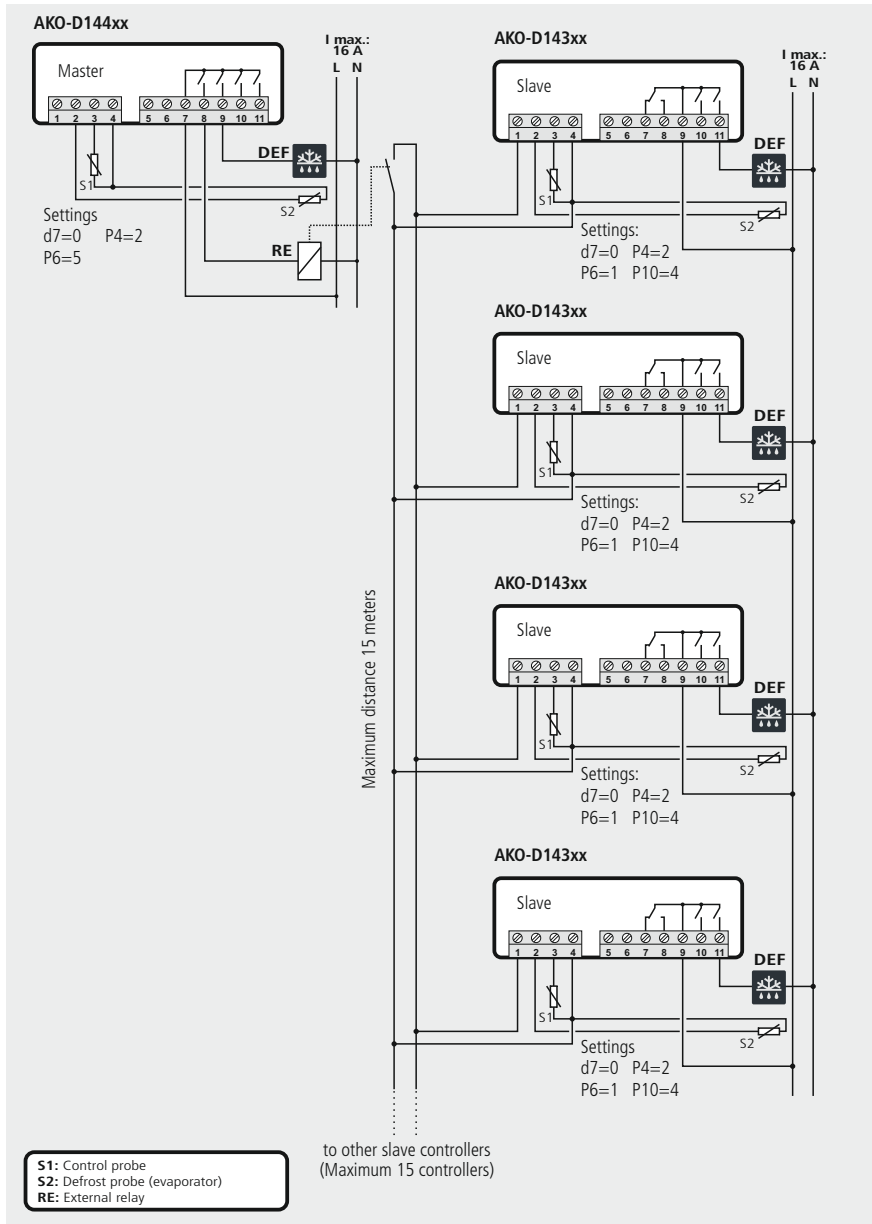 AKO-D144xx
I max.:
16 A
L N
Master
1 2 3 4 5 6 7 8 9 10 11
DEF
S1
S2
Settings
d7=0 P4=2
P6=5
RE
AKO-D143xx
I max.:
16 A
L N
Slave
1 2 3 4 5 6 7 8 9 10 11
DEF
S1
S2
Settings:
d7=0 P4=2
P6=1 P10=4
AKO-D143xx
Slave
1 2 3 4 5 6 7 8 9 10 11
DEF
S1
S2
Settings:
d7=0 P4=2
P6=1 P10=4
Maximum distance 15 meters
AKO-D143xx
Slave
1 2 3 4 5 6 7 8 9 10 11
DEF
S1
S2
Settings:
d7=0 P4=2
P6=1 P10=4
AKO-D143xx
Slave
1 2 3 4 5 6 7 8 9 10 11
DEF
S1
S2
Settings
d7=0 P4=2
P6=1 P10=4
to other slave controllers
(Maximum 15 controllers)
S1: Control probe
S2: Defrost probe (evaporator)
RE: External relay